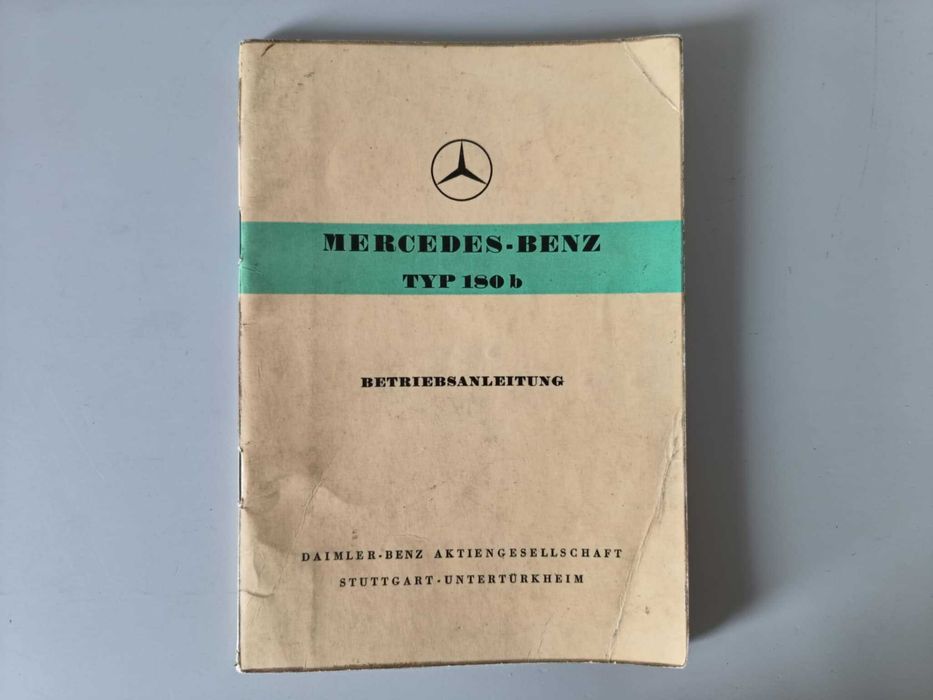 MERCEDES-BENZ
TYP 180 b
BETRIEBSANLEITUNG
DAIMLER-BENZ AKTIENGESELLSCHAFT
STUTTGART-UNTERTÜRKHEIM